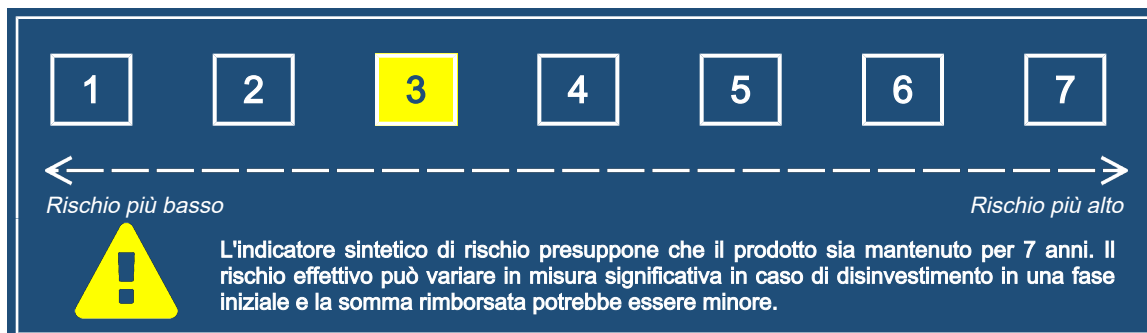 1 2 3 4 5 6 7
Rischio più basso Rischio più alto
L'indicatore sintetico di rischio presuppone che il prodotto sia mantenuto per 7 anni. Il
rischio effettivo può variare in misura significativa in caso di disinvestimento in una fase
iniziale e la somma rimborsata potrebbe essere minore.